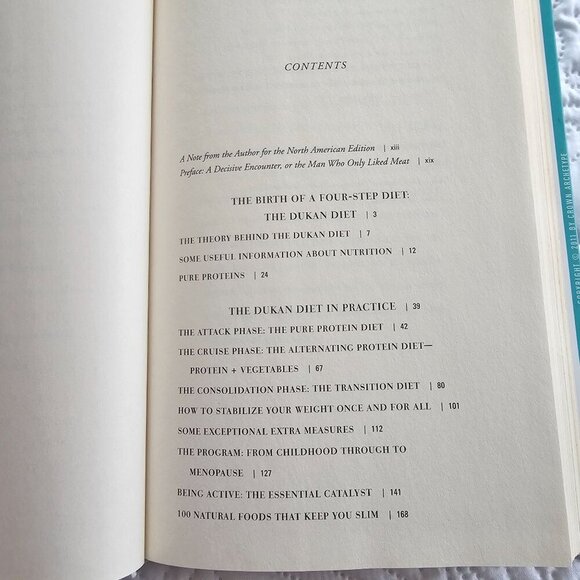 CONTENTS
A Note from the Author for the North American Edition | xiii
Preface: A Decisive Encounter, or the Man Who Only Liked Meat | xix
THE BIRTH OF A FOUR-STEP DIET:
THE DUKAN DIET | 3
THE THEORY BEHIND THE DUKAN DIET | 7
SOME USEFUL INFORMATION ABOUT NUTRITION | 12
PURE PROTEINS | 24
THE DUKAN DIET IN PRACTICE | 39
THE ATTACK PHASE: THE PURE PROTEIN DIET | 42
THE CRUISE PHASE: THE ALTERNATING PROTEIN DIET—
PROTEIN + VEGETABLES | 67
THE CONSOLIDATION PHASE: THE TRANSITION DIET | 80
HOW TO STABILIZE YOUR WEIGHT ONCE AND FOR ALL | 101
SOME EXCEPTIONAL EXTRA MEASURES | 112
THE PROGRAM: FROM CHILDHOOD THROUGH TO
MENOPAUSE | 127
BEING ACTIVE: THE ESSENTIAL CATALYST | 141
100 NATURAL FOODS THAT KEEP YOU SLIM | 168
COPYRIGHT © 2011 BY CROWN ARCHETYPE